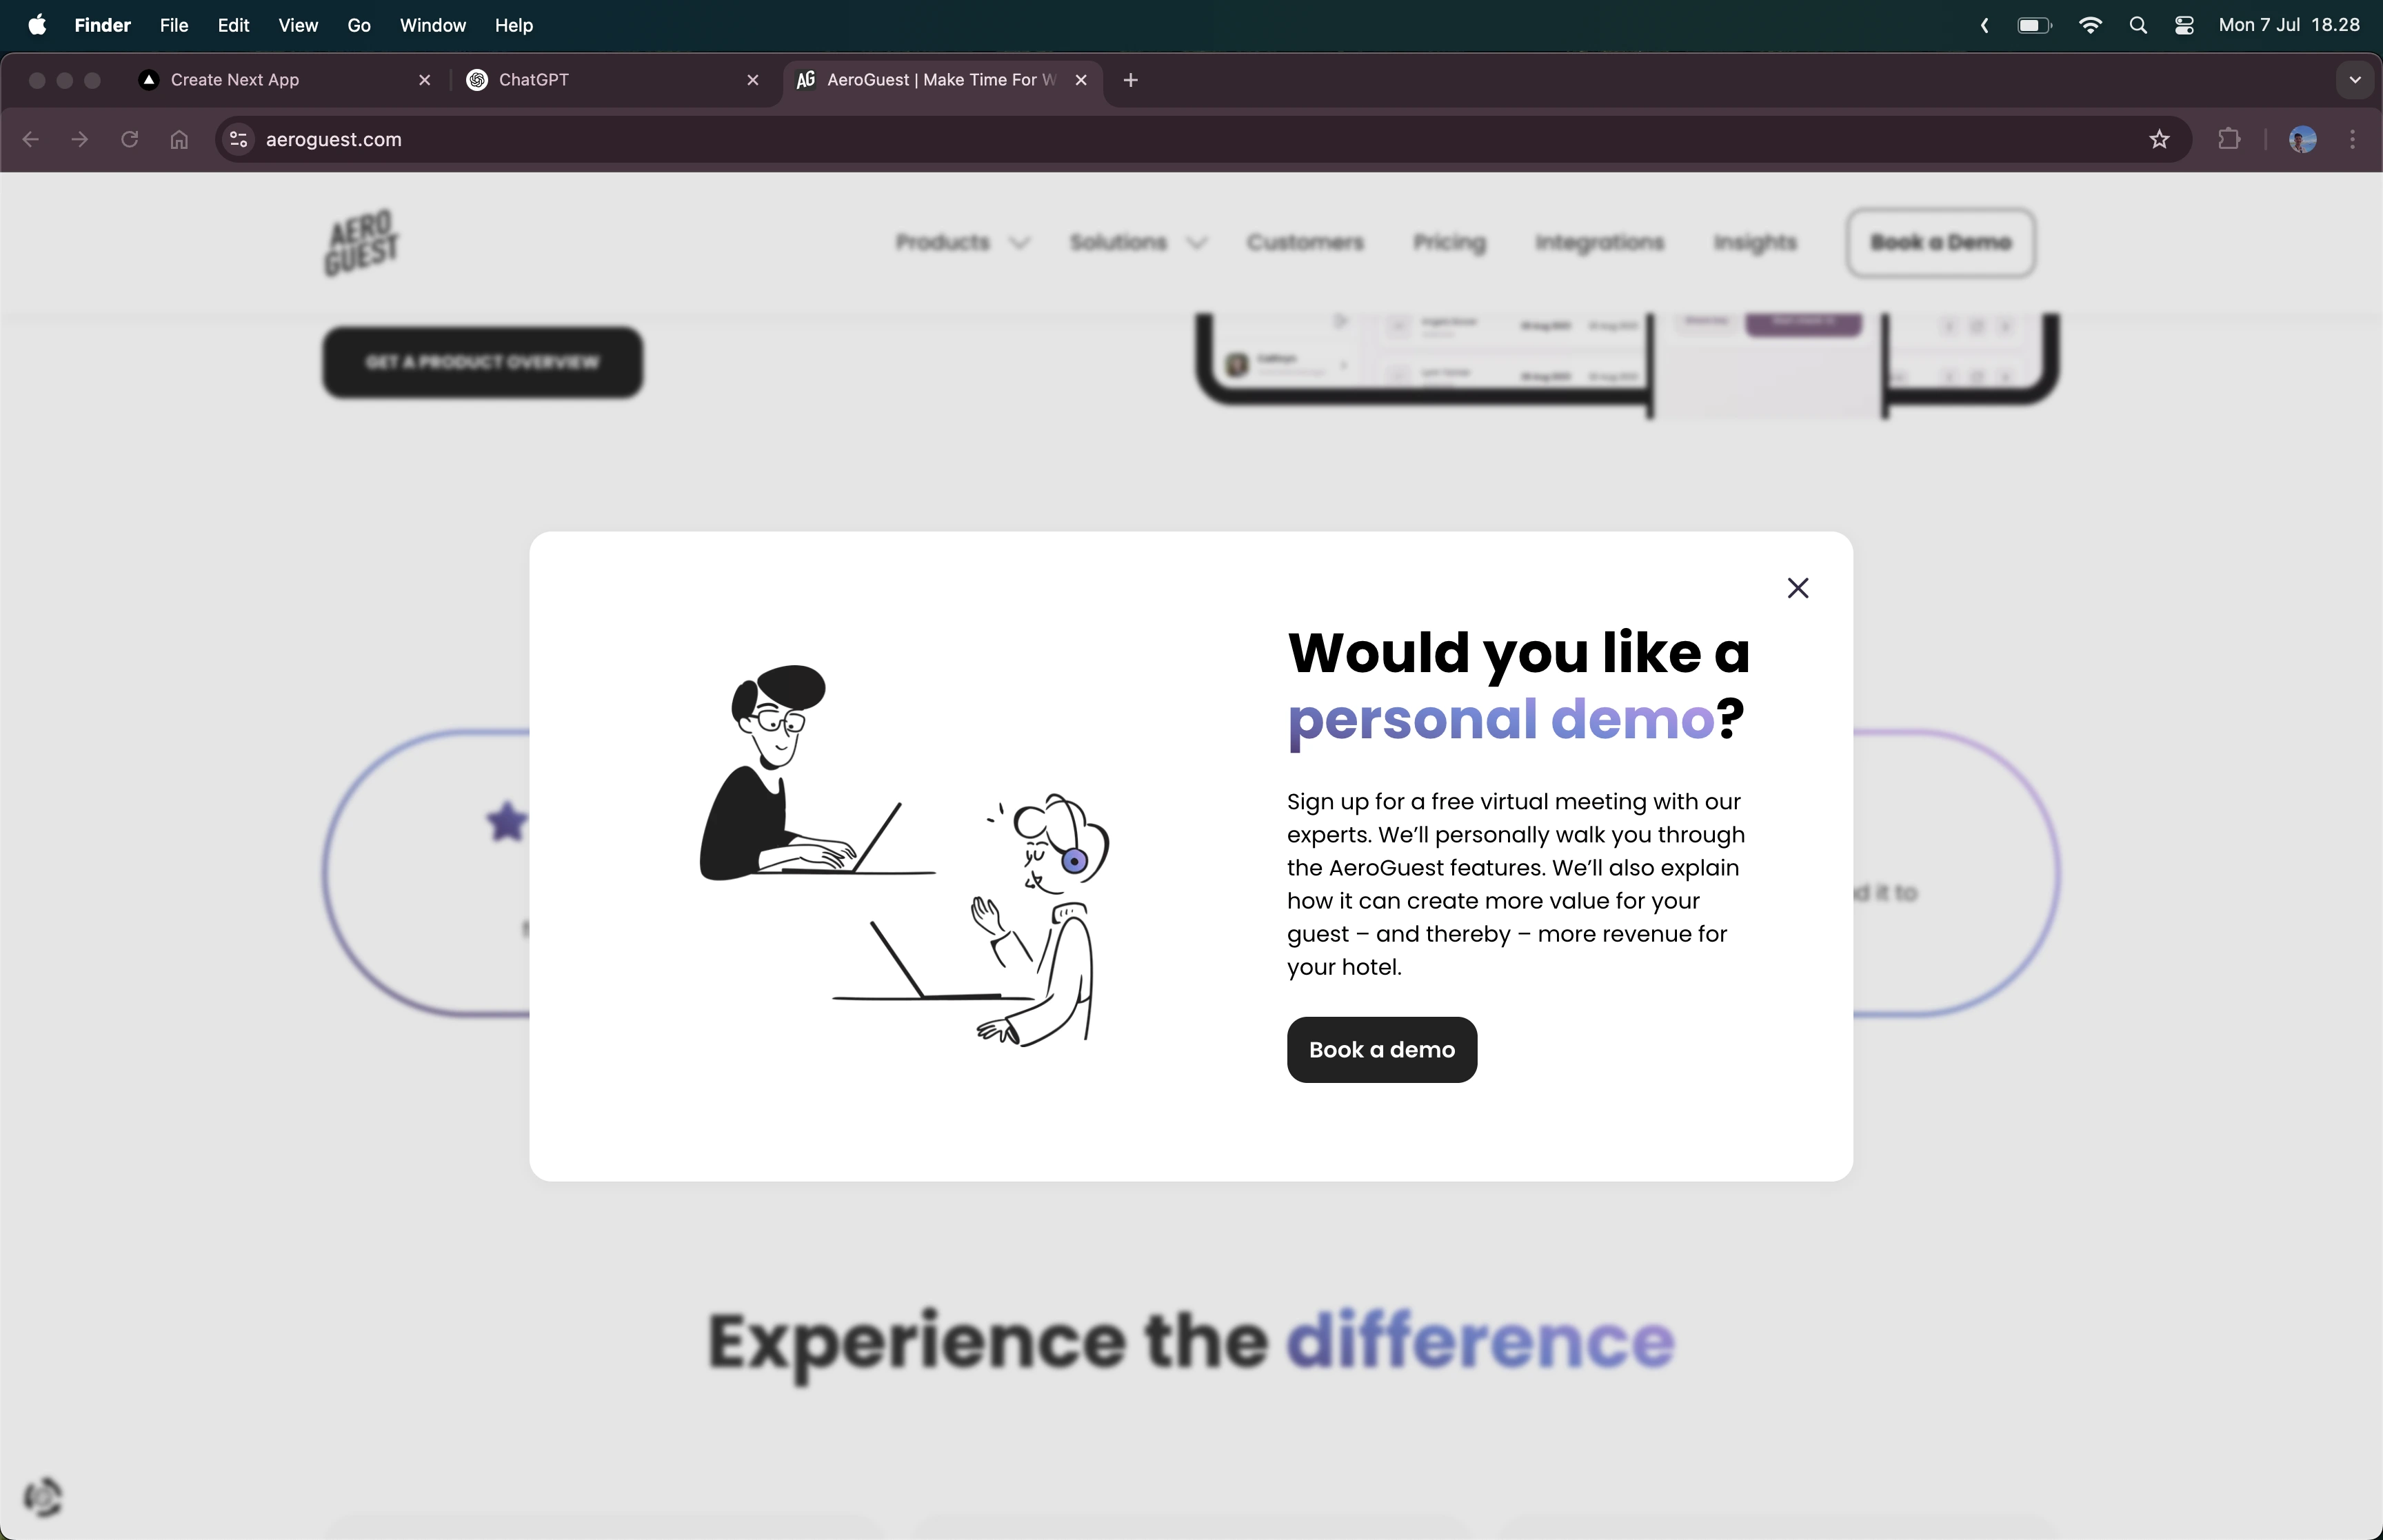 Finder File Edit View Go Window Help
Mon 7 Jul 18.28
Create Next App
ChatGPT
AG AeroGuest | Make Time For W
aeroguest.com
AERO
GUEST
Products Solutions Customers Pricing Integrations Insights Book a Demo
GET A PRODUCT OVERVIEW
Would you like a
personal demo?
Sign up for a free virtual meeting with our
experts. We’ll personally walk you through
the AeroGuest features. We’ll also explain
how it can create more value for your
guest – and thereby – more revenue for
your hotel.
Book a demo
it to
Experience the difference